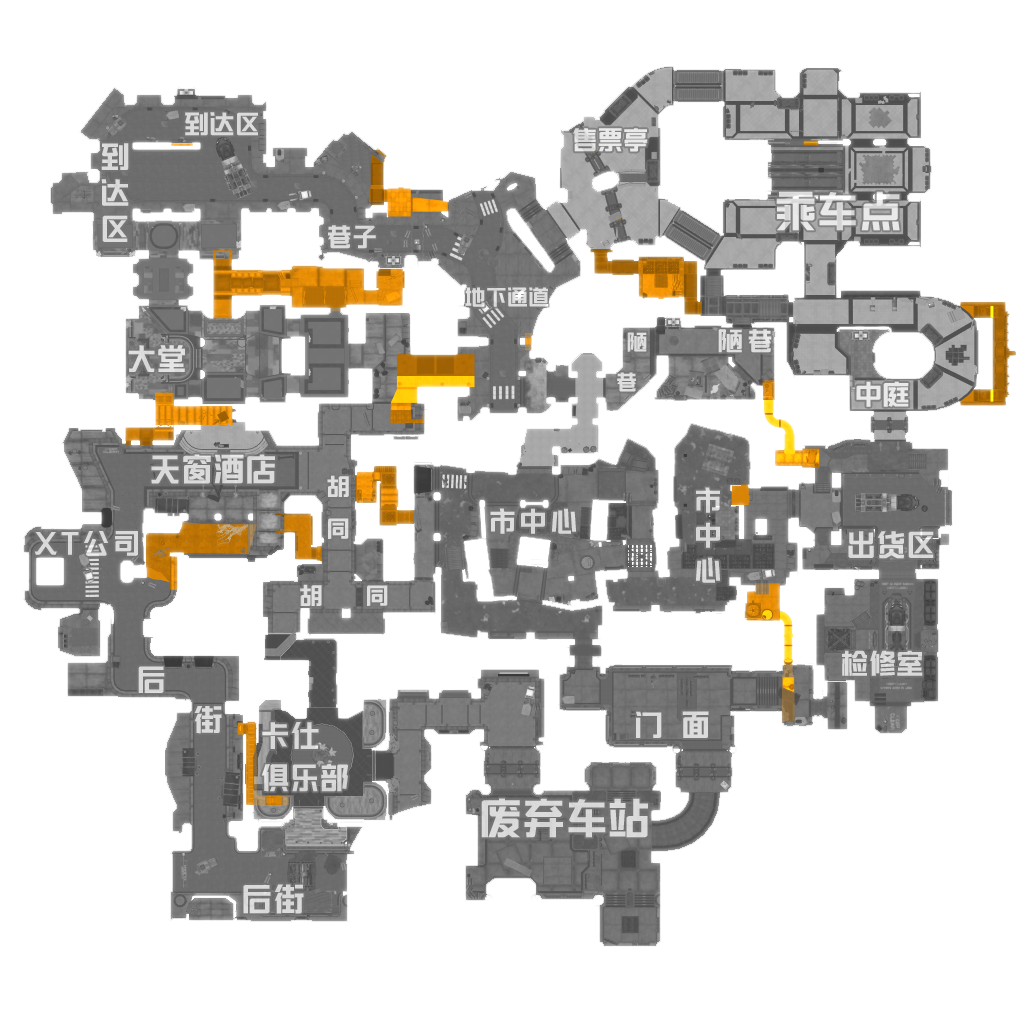 到达区
到达区
售票亭
乘车点
巷子
地下通道
大堂
陋巷
陋巷
中庭
天窗酒店
胡同
市中心
市中心
XT公司
出货区
胡同
检修室
后街
门面
卡仕
俱乐部
废弃车站
后街